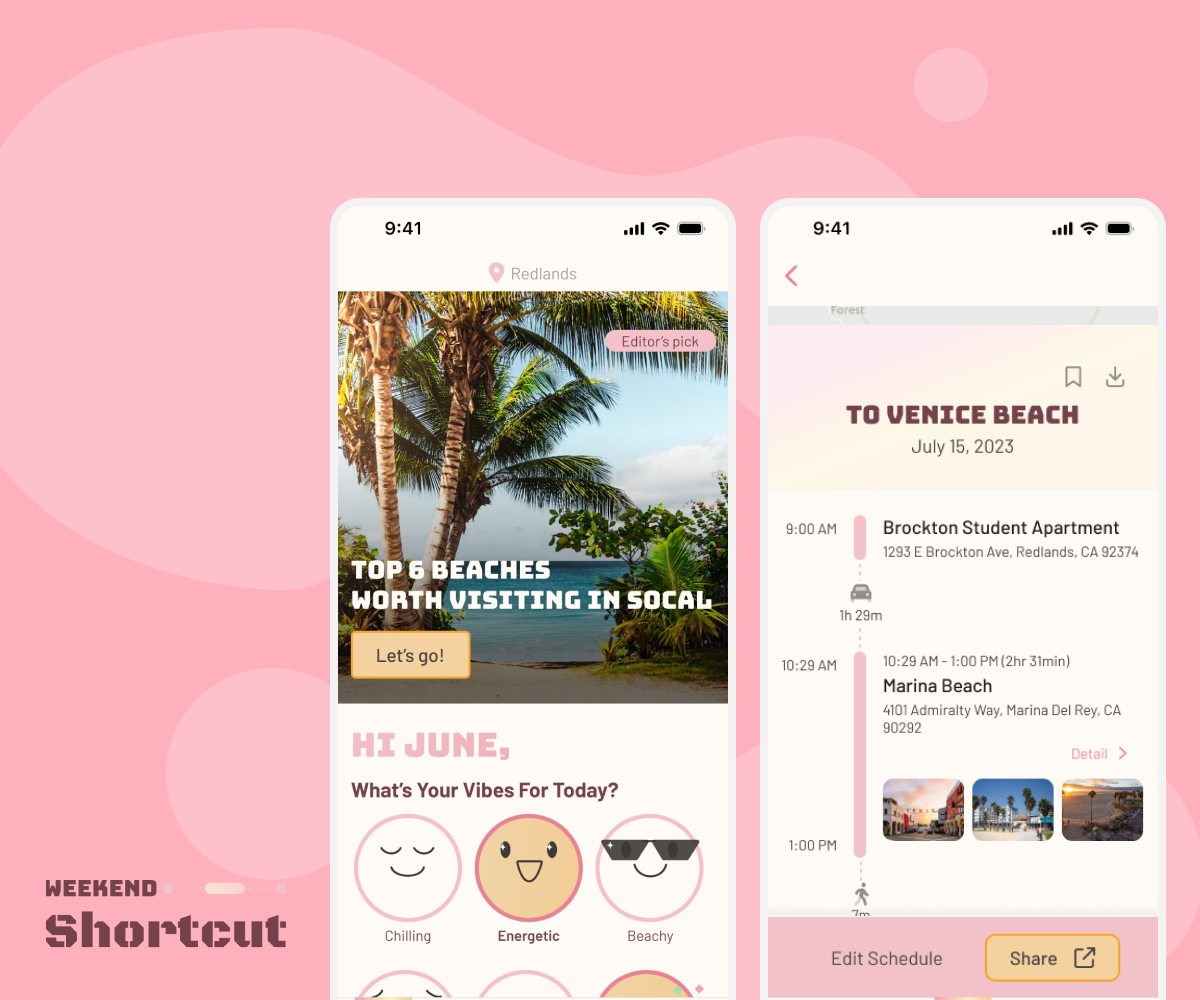 9:41
Redlands
Editor's pick
TOP 6 BEACHES
WORTH VISITING IN SOCAL
Let's go!
HI JUNE,
What's Your Vibes For Today?
Chilling
Energetic
Beachy
9:41
Forest
TO VENICE BEACH
July 15, 2023
9:00 AM
Brockton Student Apartment
1293 E Brockton Ave, Redlands, CA 92374
1h 29m
10:29 AM
10:29 AM - 1:00 PM (2hr 31min)
Marina Beach
4101 Admiralty Way, Marina Del Rey, CA
90292
Detail
1:00 PM
7m
Edit Schedule
Share
WEEKEND
Shortcut